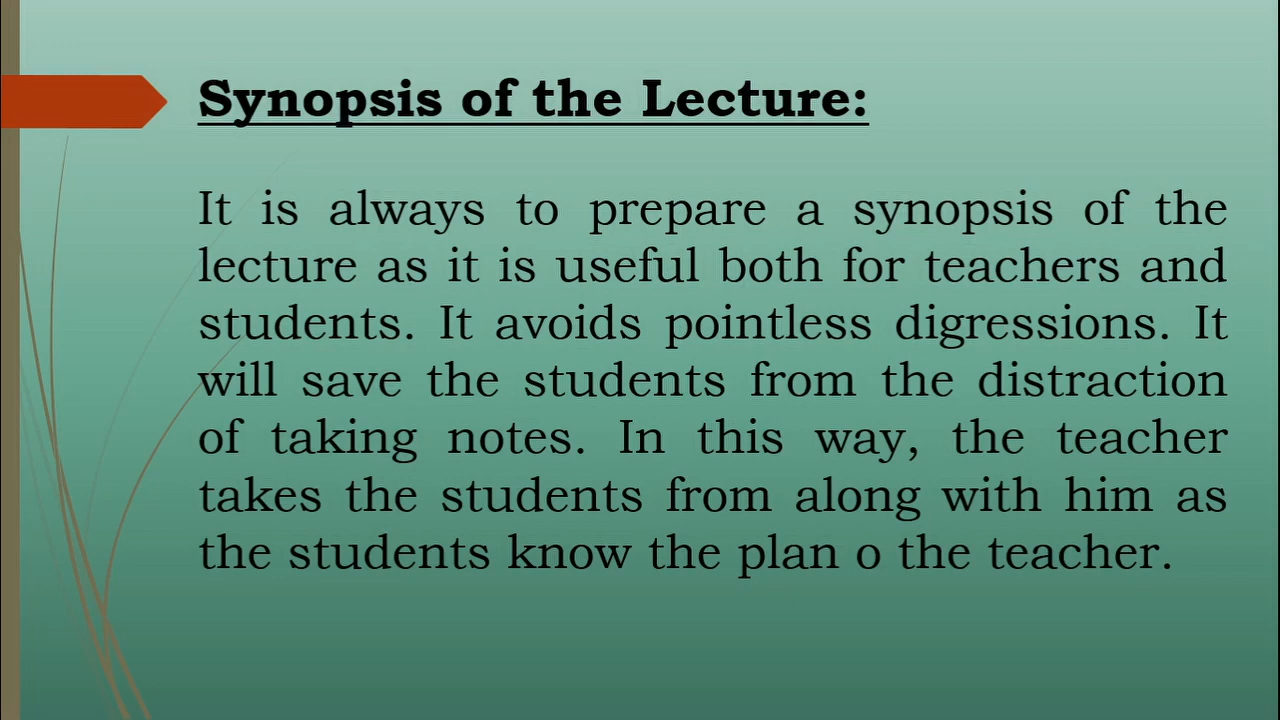 Synopsis of the Lecture:
It is always to prepare a synopsis of the
lecture as it is useful both for teachers and
students. It avoids pointless digressions. It
will save the students from the distraction
of taking notes. In this way, the teacher
takes the students from along with him as
the students know the plan o the teacher.